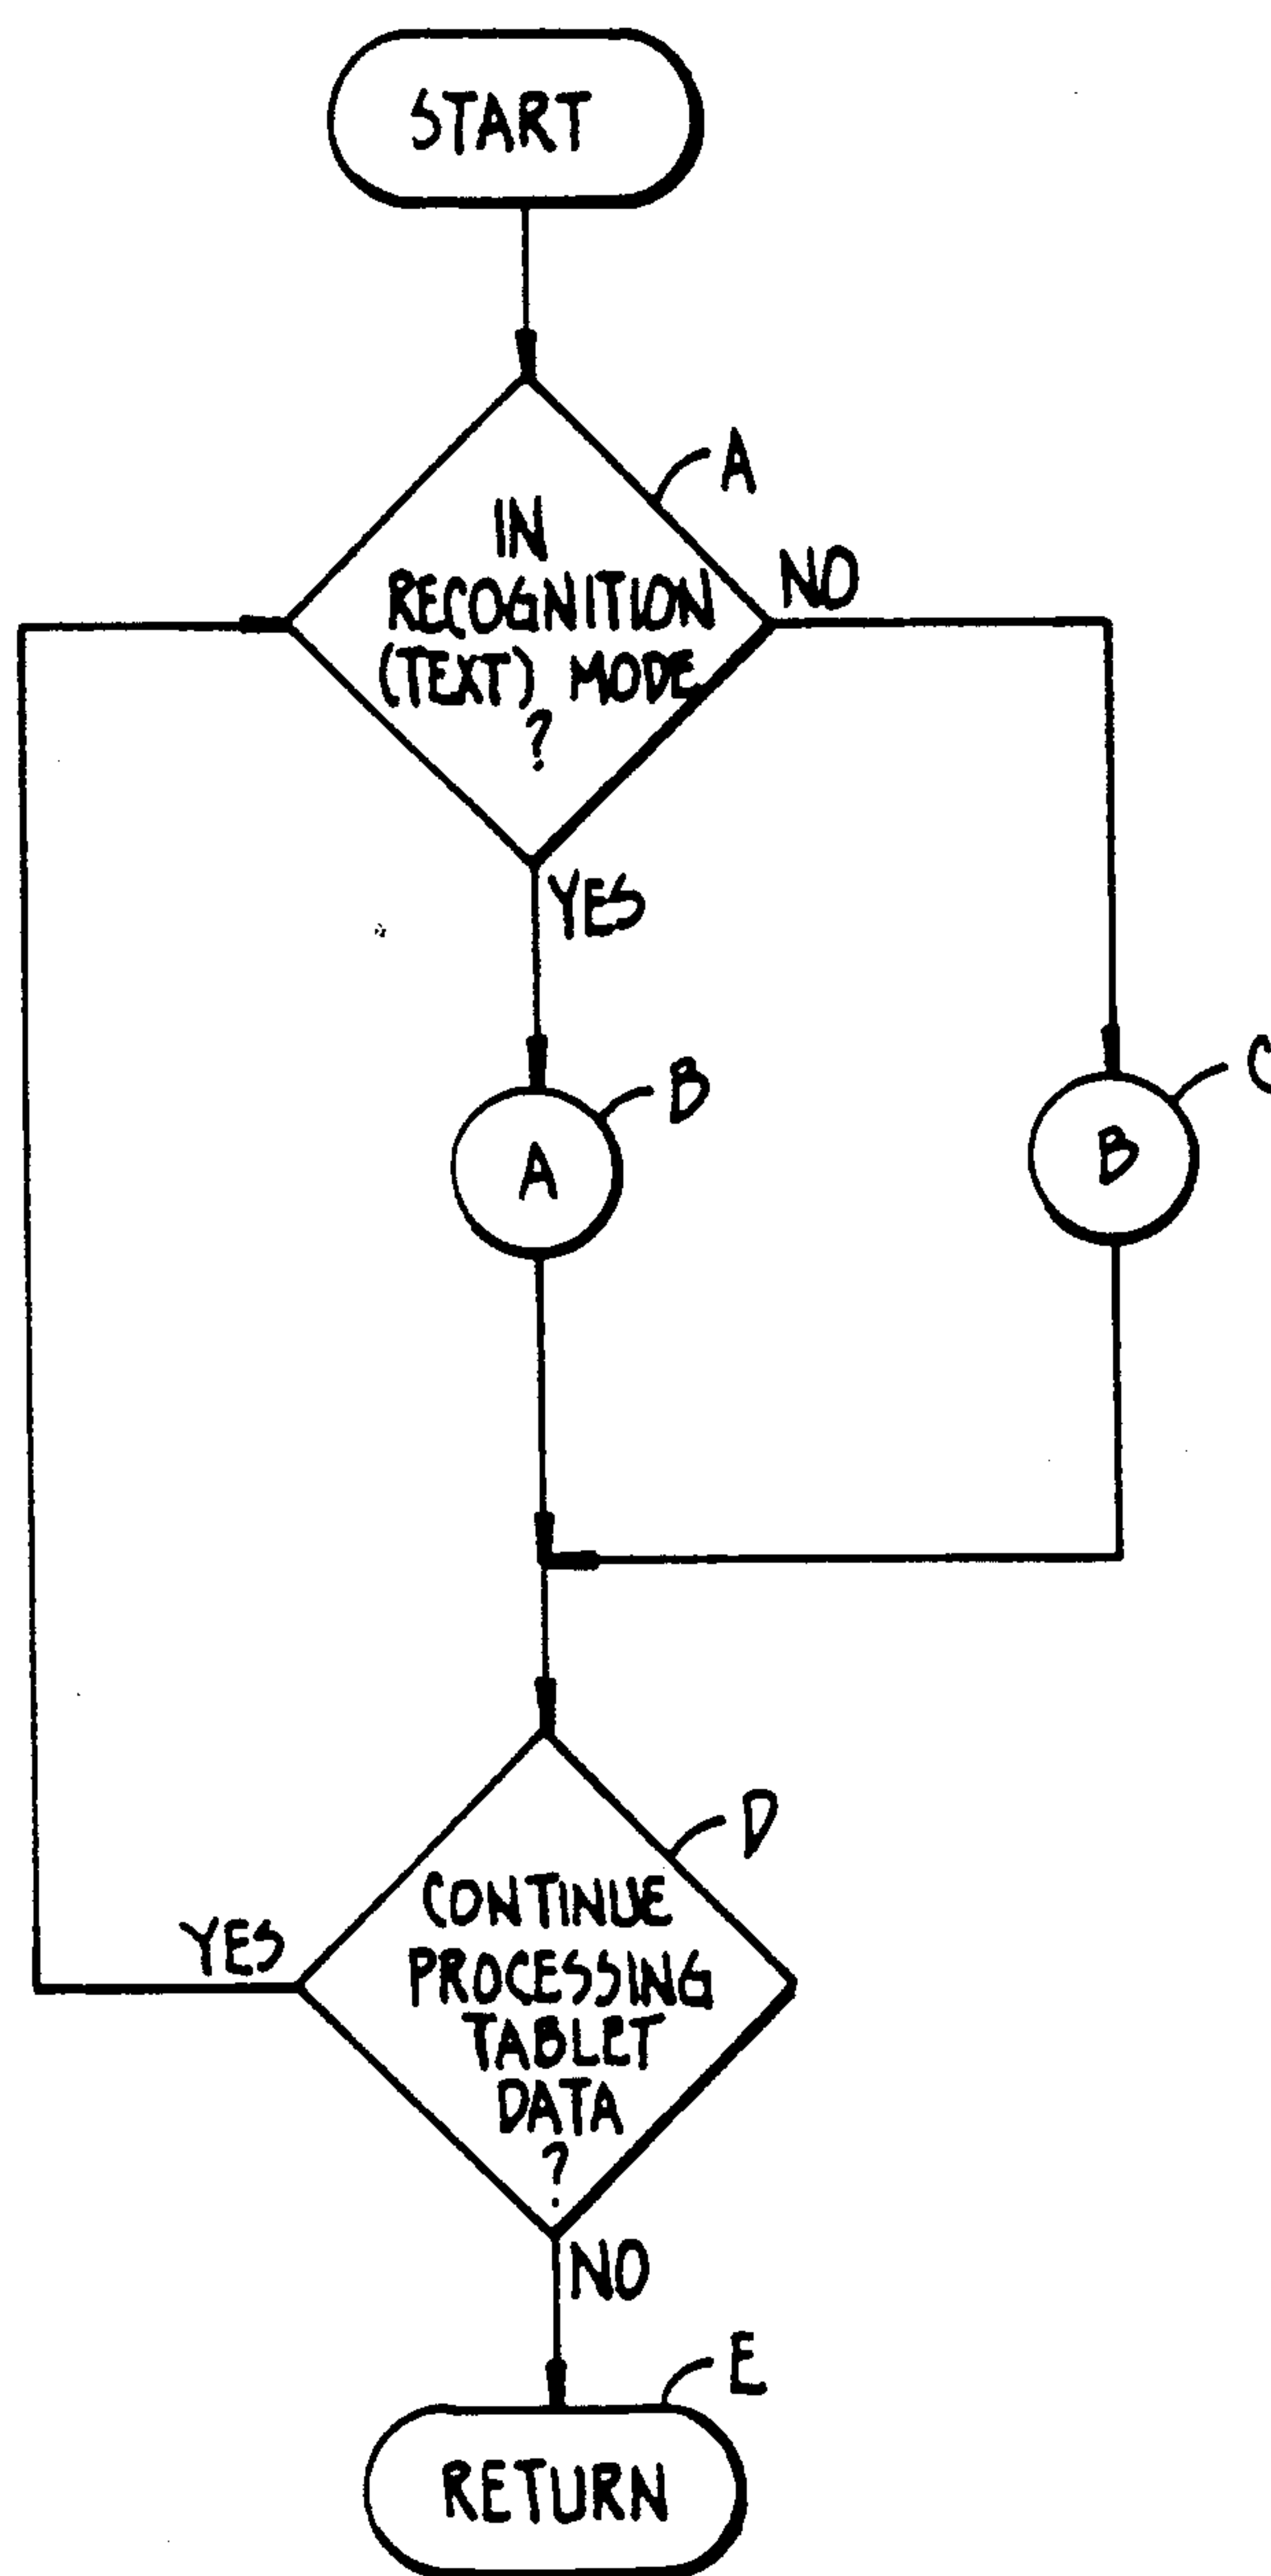 START
A
IN
RECOGNITION
(TEXT) MODE
?
NO
YES
B
C
A
B
D
CONTINUE
PROCESSING
TABLET
DATA
?
YES
NO
E
RETURN